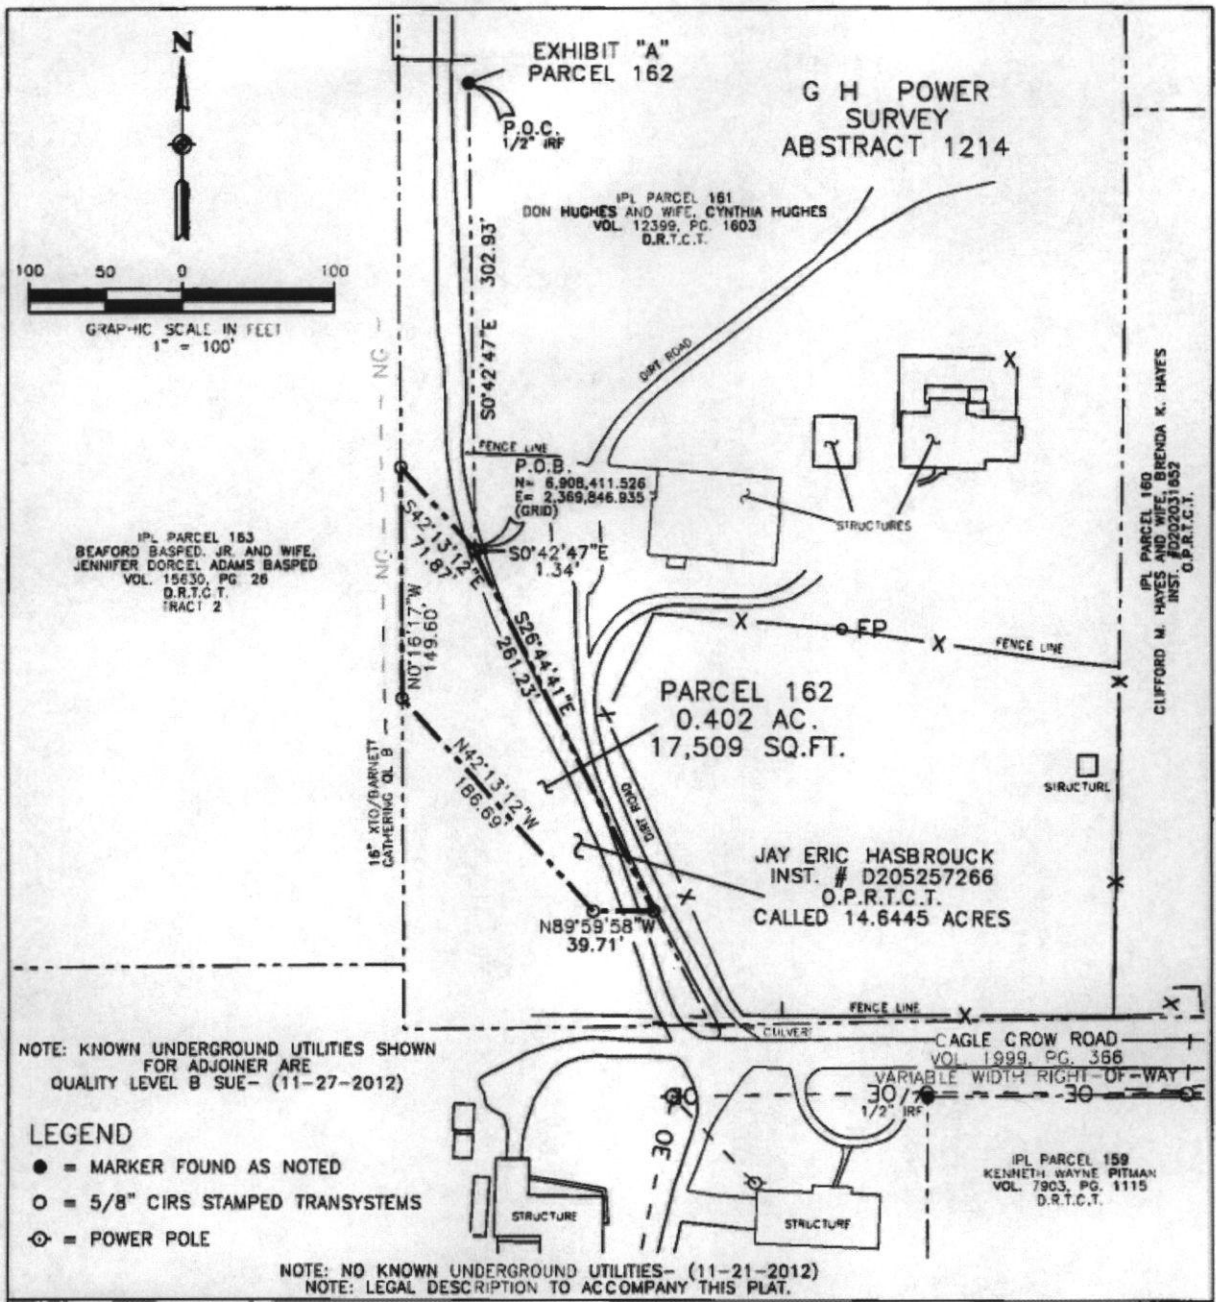 N
EXHIBIT "A"
PARCEL 162
P.O.C.
1/2" IRF
G H POWER
SURVEY
ABSTRACT 1214
IPL PARCEL 161
DON HUGHES AND WIFE, CYNTHIA HUGHES
VOL. 12399, PG. 1603
D.R.T.C.T.
100 50 0 100
GRAPHIC SCALE IN FEET
1" = 100'
NG
S0°42'47"E 302.93'
DIRT ROAD
FENCE LINE
P.O.B.
N= 6,908,411.526
E= 2,369,846.935
(GRID)
STRUCTURES
X
IPL PARCEL 160
CLIFFORD M. HAYES AND WIFE, BRENDA K. HAYES
INST. #D202031652
O.P.R.T.C.T.
IPL PARCEL 163
BEAFORD BASPED, JR. AND WIFE,
JENNIFER DORCEL ADAMS BASPED
VOL. 15630, PG. 26
D.R.T.C.T.
TRACT 2
NG
S42°13'12"E
71.87'
S0°42'47"E
1.34'
N0°16'17"W
149.60'
S26°44'41"E
261.23'
X
FP
X
FENCE LINE
X
PARCEL 162
0.402 AC.
17,509 SQ.FT.
X
N42°13'12"W
186.69'
16" XTO/BARNETT
GATHERING QL B
DIRT ROAD
STRUCTURE
JAY ERIC HASBROUCK
INST. # D205257266
O.P.R.T.C.T.
CALLED 14.6445 ACRES
X
X
N89°59'58"W
39.71'
FENCE LINE
X
X
CULVERT
CAGLE CROW ROAD
VOL. 1999, PG. 366
VARIABLE WIDTH RIGHT-OF-WAY
NOTE: KNOWN UNDERGROUND UTILITIES SHOWN
FOR ADJOINER ARE
QUALITY LEVEL B SUE- (11-27-2012)
OE
OE
OE
1/2" IRF
OE
LEGEND
= MARKER FOUND AS NOTED
= 5/8" CIRS STAMPED TRANSYSTEMS
= POWER POLE
STRUCTURE
STRUCTURE
IPL PARCEL 159
KENNETH WAYNE PITMAN
VOL. 7903, PG. 1115
D.R.T.C.T.
NOTE: NO KNOWN UNDERGROUND UTILITIES- (11-21-2012)
NOTE: LEGAL DESCRIPTION TO ACCOMPANY THIS PLAT.